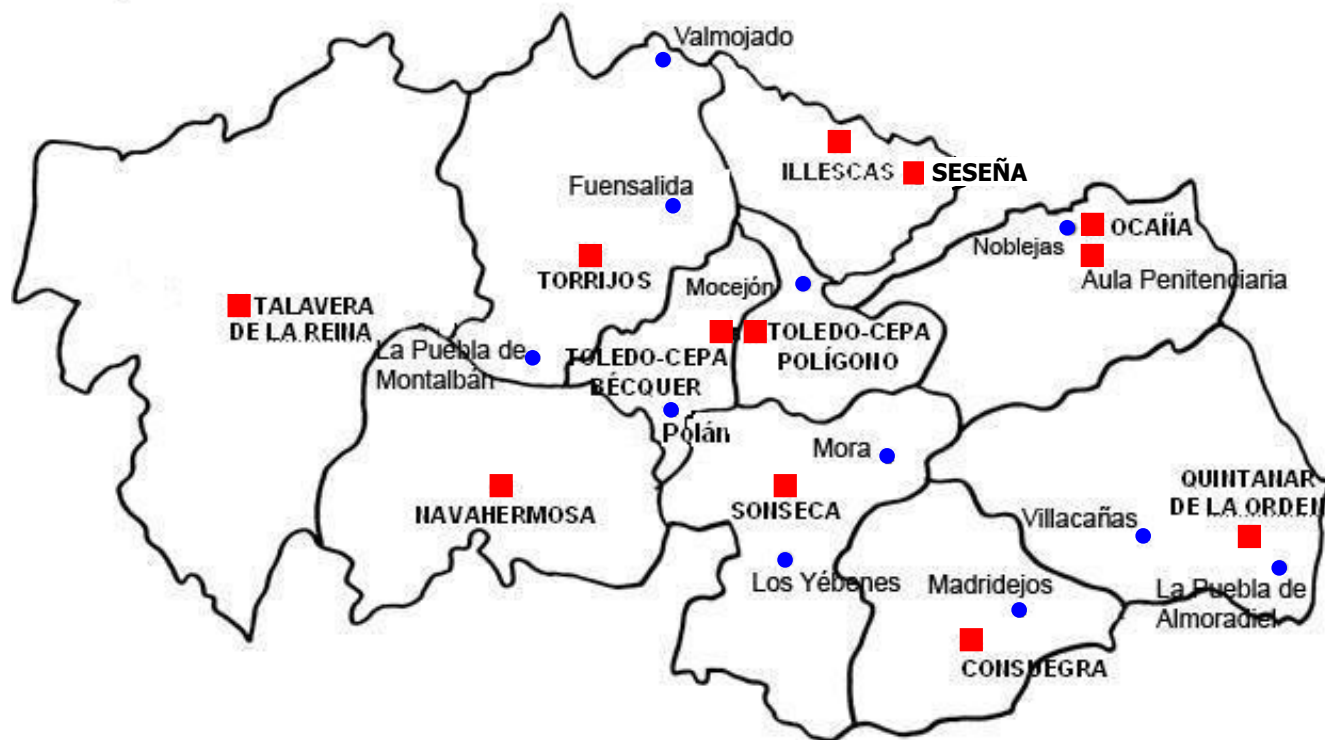 Valmojado
ILLESCAS
SESEÑA
Fuensalida
OCAÑA
Noblejas
TORRIJOS
Mocejón
Aula Penitenciaria
TALAVERA
DE LA REINA
La Puebla de
Montalbán
TOLEDO-CEPA
BÉCQUER
TOLEDO-CEPA
POLÍGONO
Polán
Mora
QUINTANAR
DE LA ORDEN
NAVAHERMOSA
SONSECA
Villacañas
Los Yébenes
Madridejos
La Puebla de
Almoradiel
CONSUEGRA